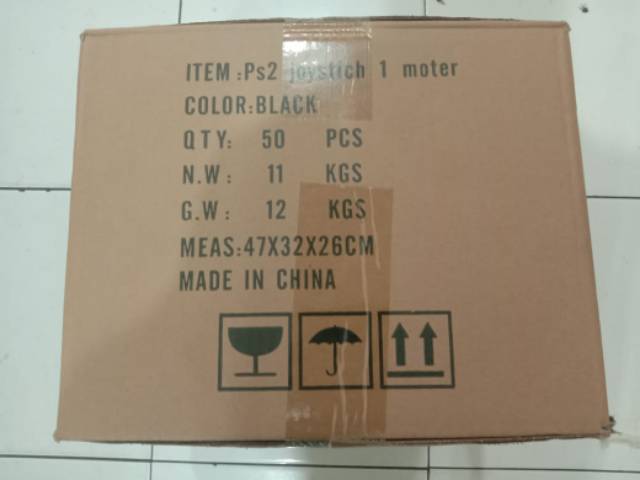 ITEM :Ps2 joystich 1 moter
COLOR:BLACK
QTY: 50 PCS
N.W: 11 KGS
G.W: 12 KGS
MEAS:47X32X26CM
MADE IN CHINA